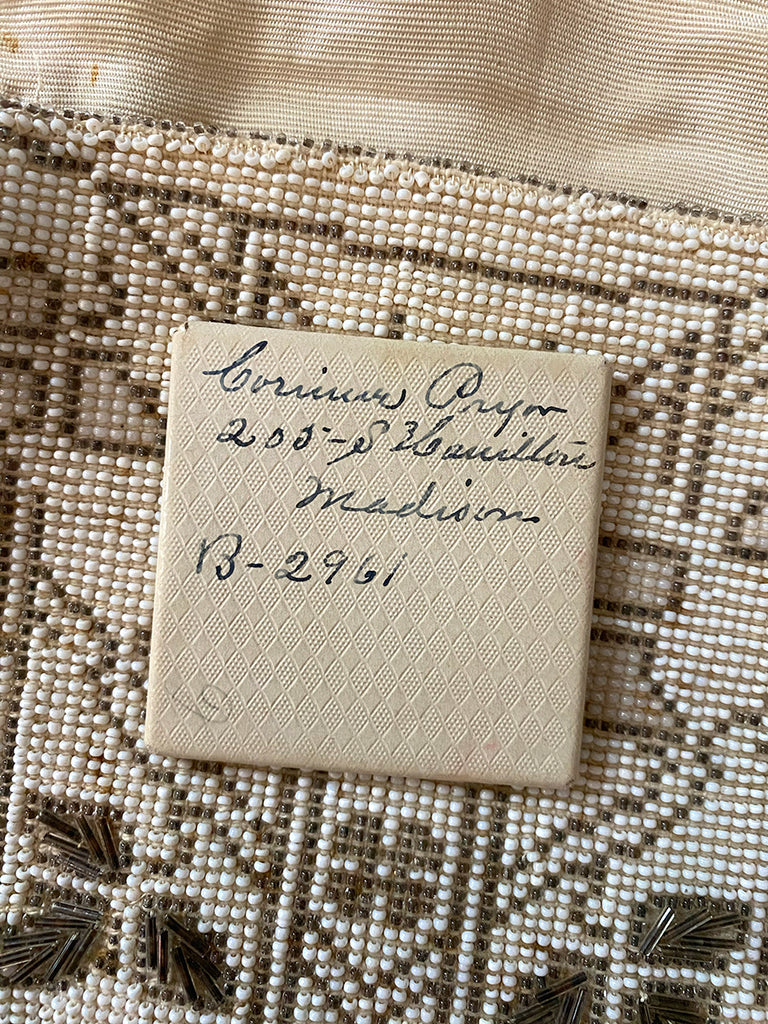 Corinne Pryor
205 - S Hamilton
Madison
B-2961